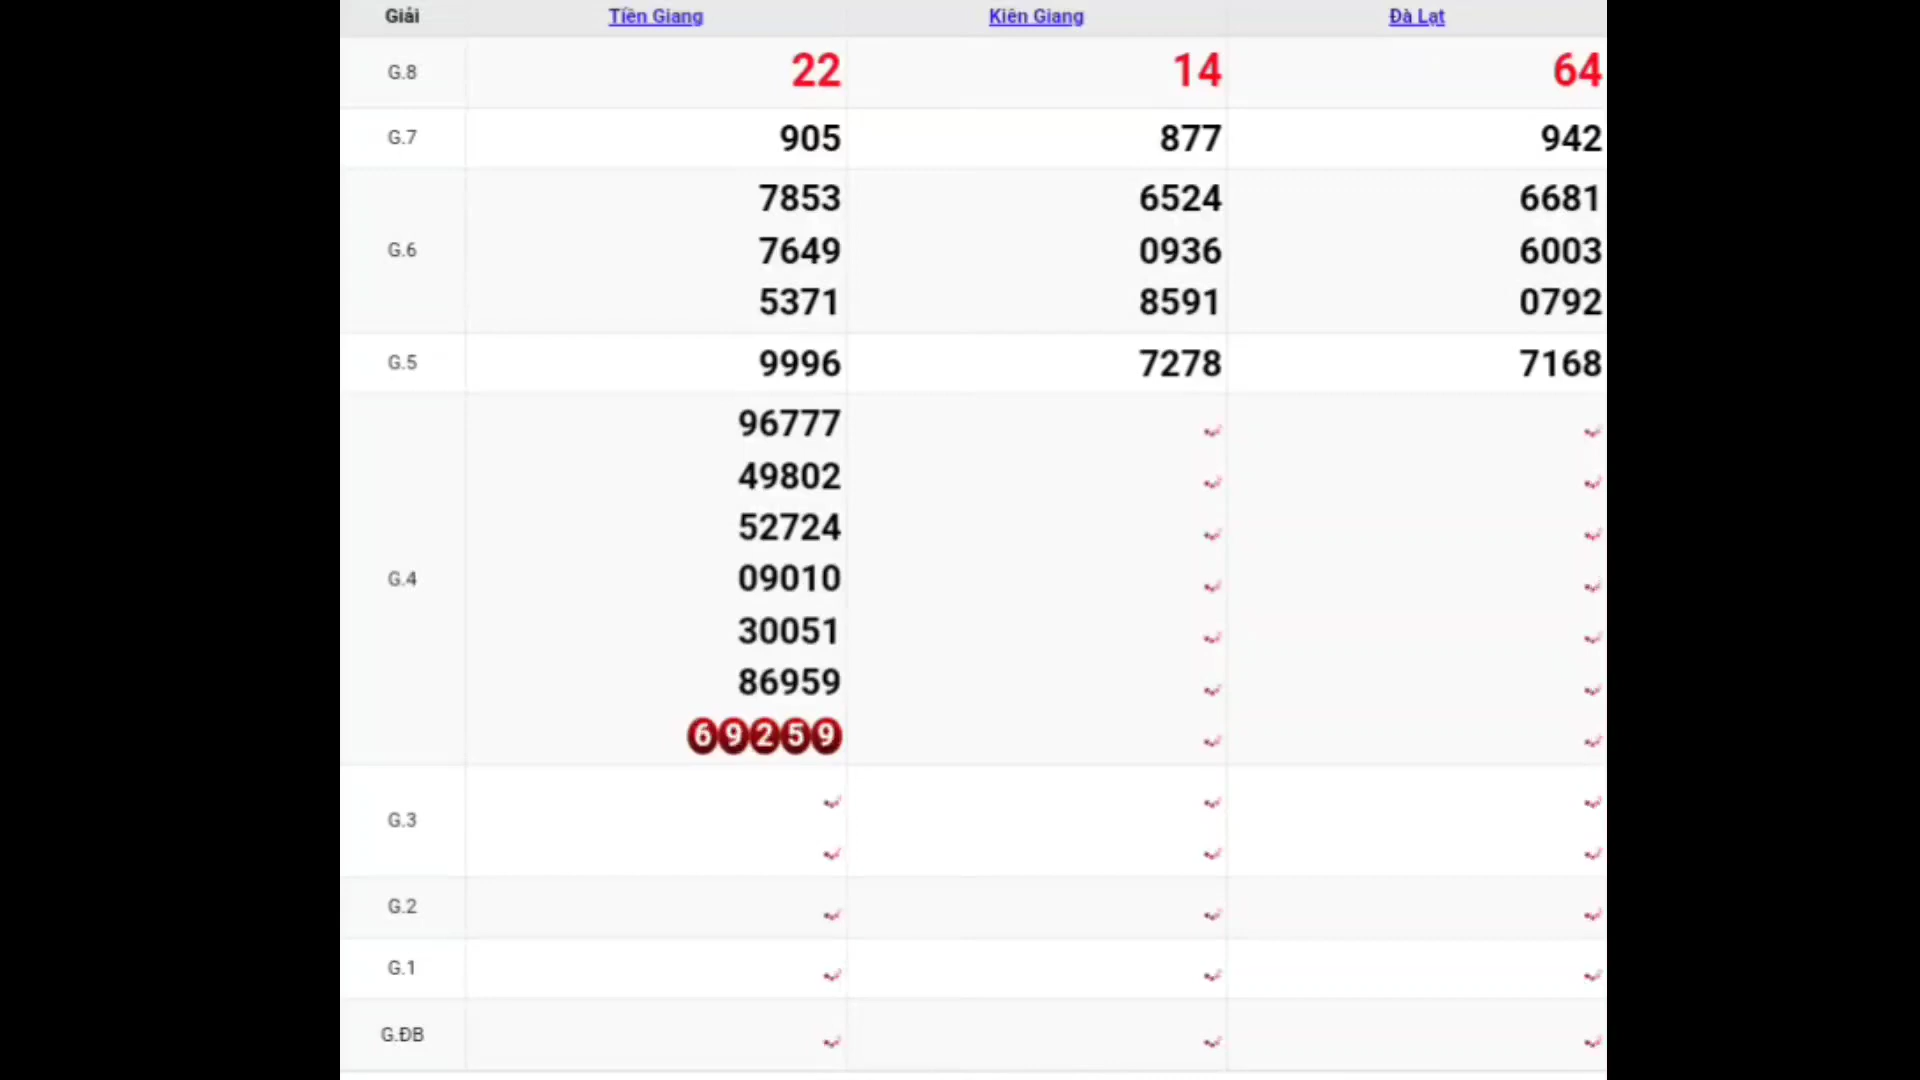 Giải Tiền Giang Kiên Giang Đà Lạt
G.8 22 14 64
G.7 905 877 942
7853 6524 6681
G.6 7649 0936 6003
5371 8591 0792
G.5 9996 7278 7168
96777
49802
52724
G.4 09010
30051
86959
69259
G.3
G.2
G.1
G.ĐB